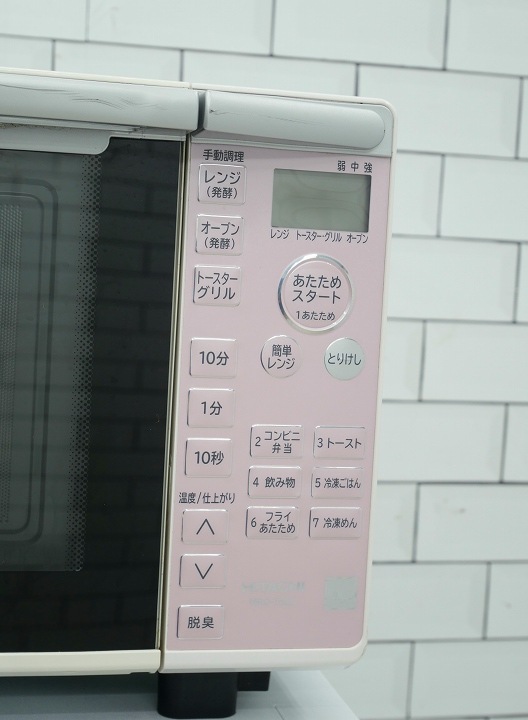 手動調理
レンジ
(発酵)
弱 中 強
レンジ トースター・グリル オーブン
オーブン
(発酵)
トースター
グリル
あたため
スタート
1あたため
10分
簡単
レンジ
とりけし
1分
2 コンビニ
弁当
3 トースト
10秒
4 飲み物
5 冷凍ごはん
温度/仕上がり
6 フライ
あたため
7 冷凍めん
脱臭